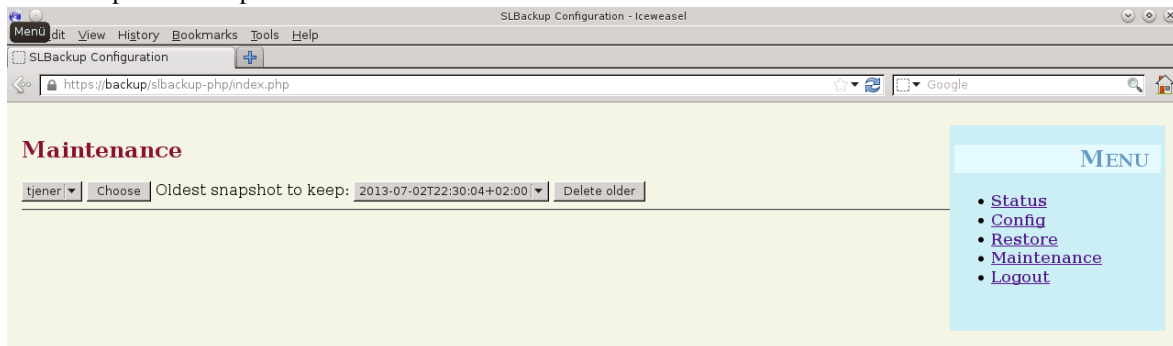 SLBackup Configuration - Iceweasel
Menü dit View History Bookmarks Tools Help
SLBackup Configuration
https://backup/slbackup-php/index.php Google
Maintenance
tjener Choose Oldest snapshot to keep: 2013-07-02T22:30:04+02:00 Delete older
MENU
Status
Config
Restore
Maintenance
Logout